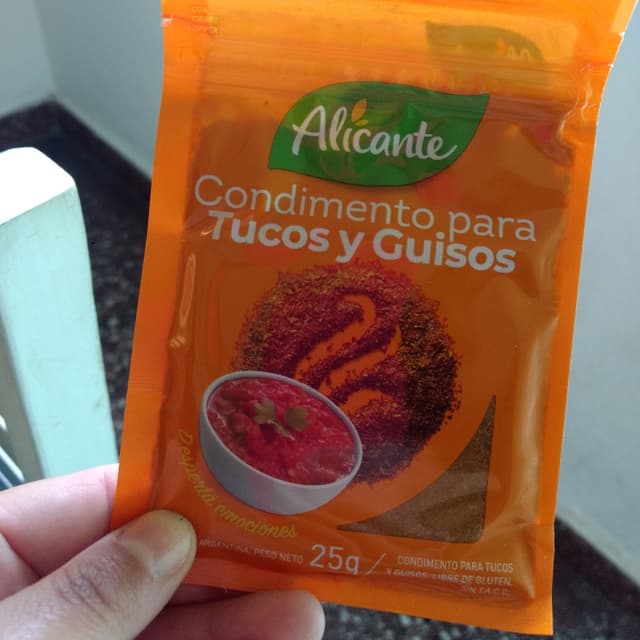 Alicante
Condimento para
Tucos y Guisos
Despierta emociones
ARGENTINA. PESO NETO 25g
CONDIMENTO PARA TUCOS
Y GUISOS. LIBRE DE GLUTEN.
SIN T.A.C.C.